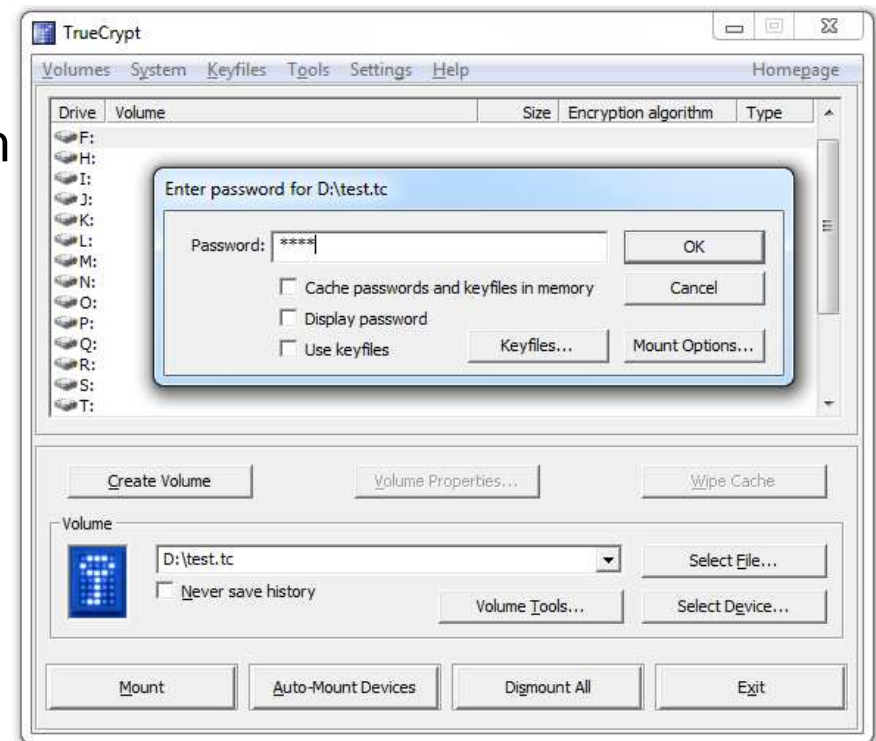 TrueCrypt
Volumes System Keyfiles Tools Settings Help Homepage
Drive Volume Size Encryption algorithm Type
F:
H:
I:
J:
K:
L:
M:
N:
O:
P:
Q:
R:
S:
T:
Enter password for D:\test.tc
Password: ****
OK
Cache passwords and keyfiles in memory
Cancel
Display password
Use keyfiles
Keyfiles...
Mount Options...
Create Volume Volume Properties... Wipe Cache
Volume
D:\test.tc Select File...
Never save history
Volume Tools... Select Device...
Mount Auto-Mount Devices Dismount All Exit